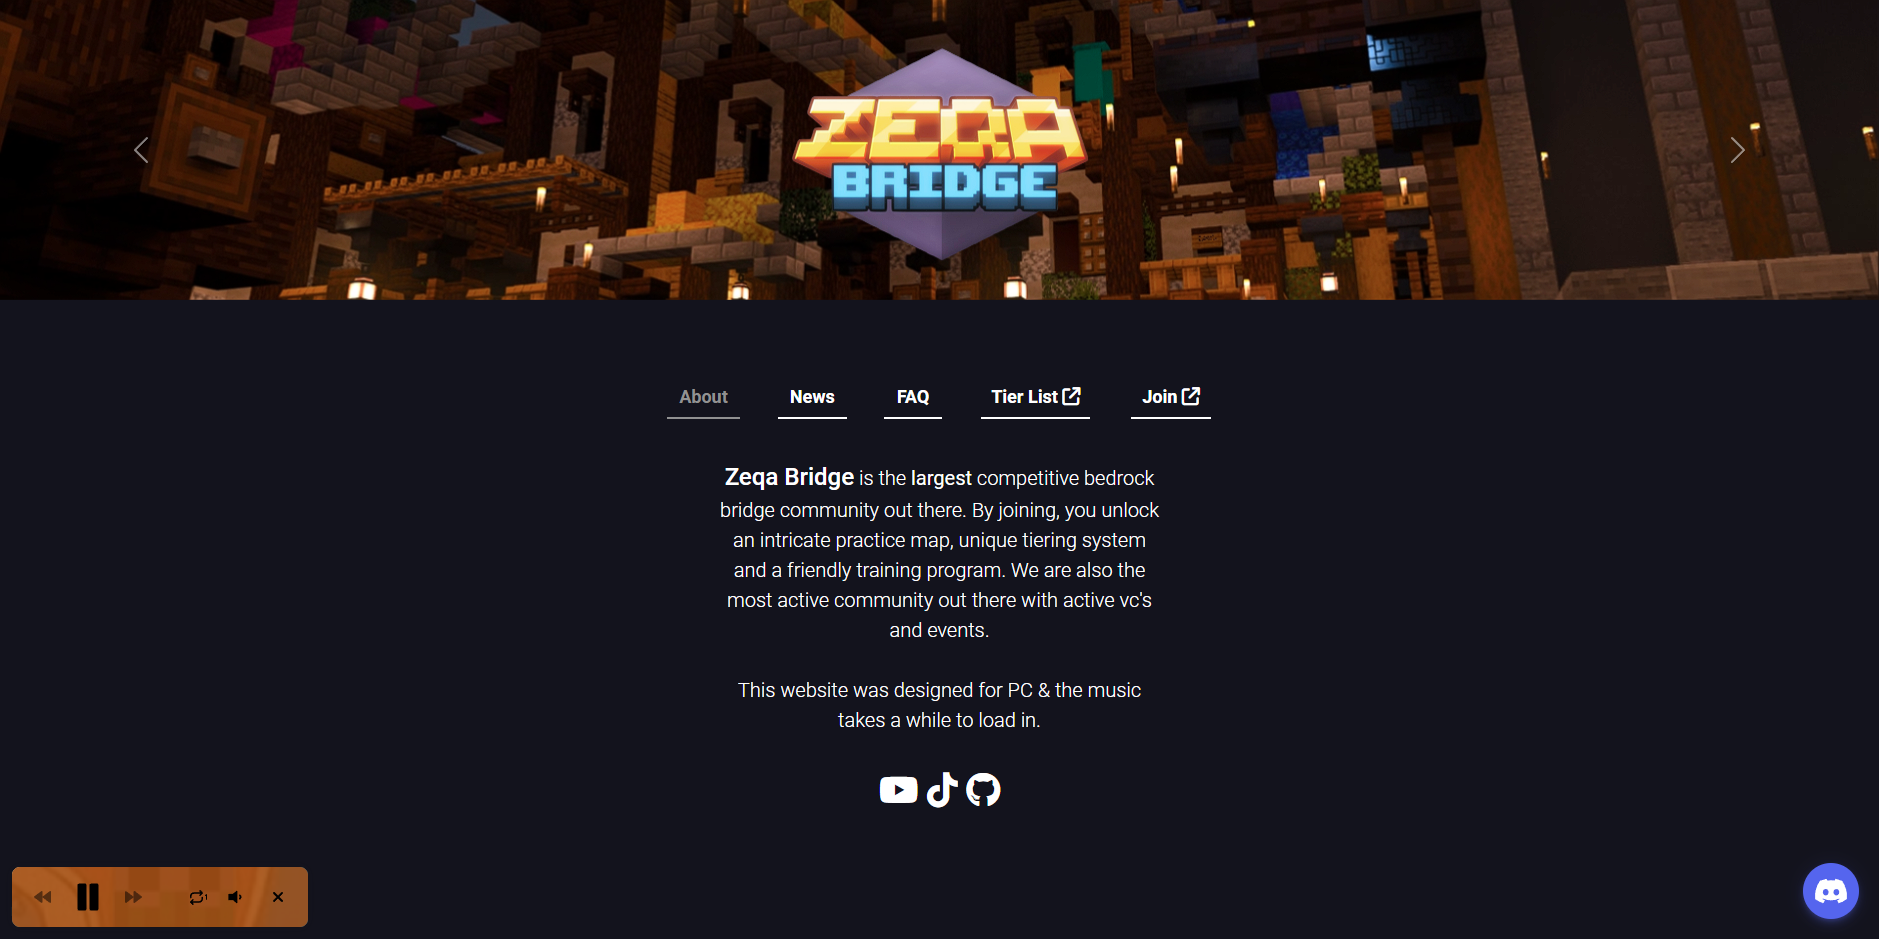 ZEQA
BRIDGE
About
News
FAQ
Tier List
Join
Zeqa Bridge is the largest competitive bedrock
bridge community out there. By joining, you unlock
an intricate practice map, unique tiering system
and a friendly training program. We are also the
most active community out there with active vc's
and events.
This website was designed for PC & the music
takes a while to load in.